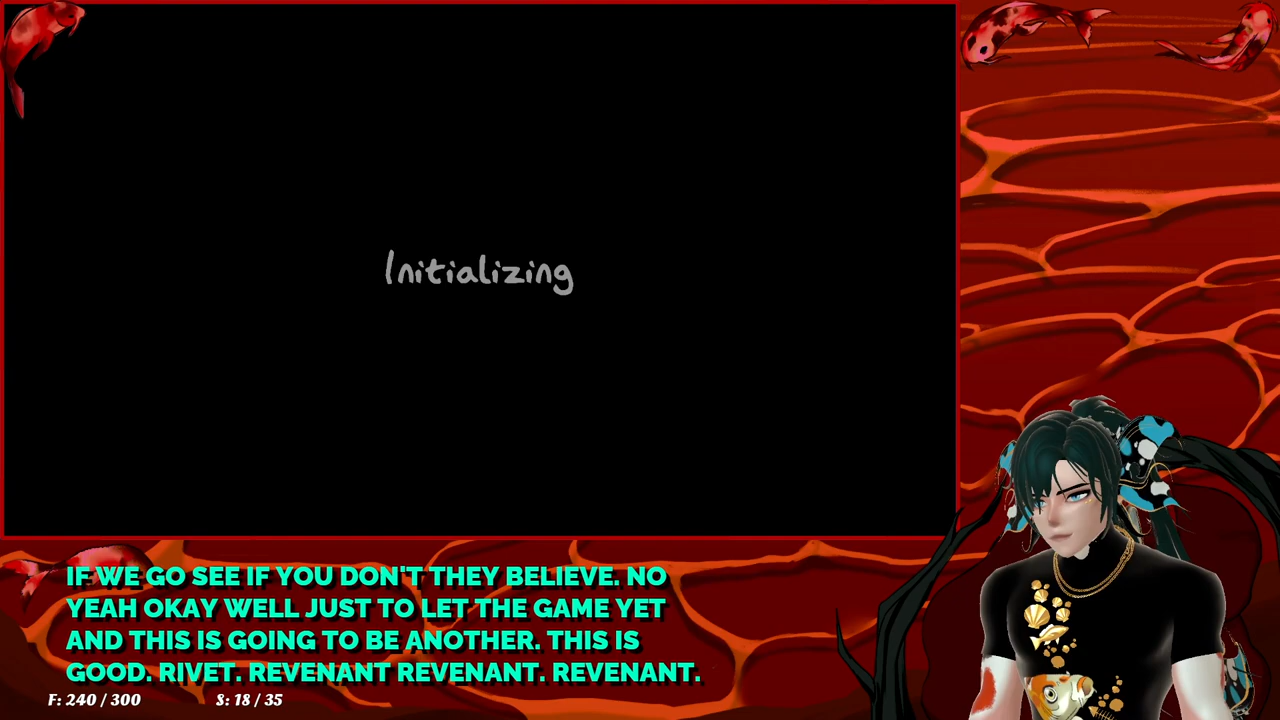 Initializing
IF WE GO SEE IF YOU DON'T THEY BELIEVE. NO
YEAH OKAY WELL JUST TO LET THE GAME YET
AND THIS IS GOING TO BE ANOTHER. THIS IS
GOOD. RIVET. REVENANT REVENANT. REVENANT.
F: 240 / 300 S: 18 / 35